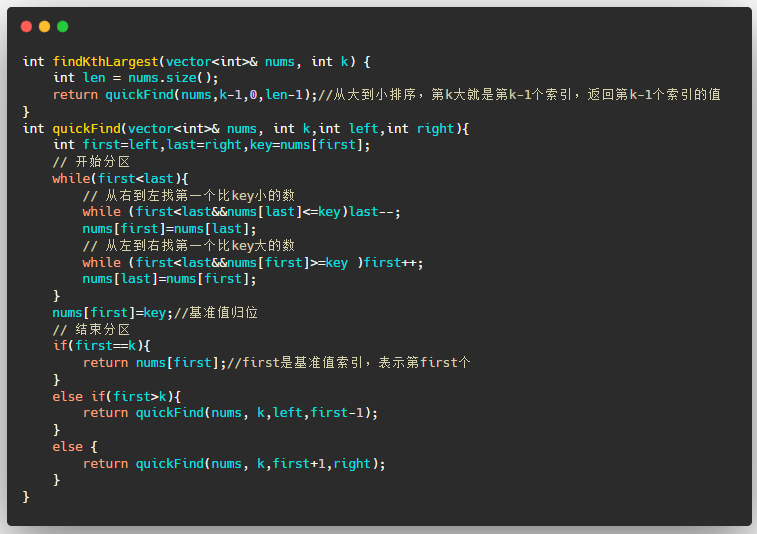 int findKthLargest(vector<int>& nums, int k) {
    int len = nums.size();
    return quickFind(nums,k-1,0,len-1);//从大到小排序，第k大就是第k-1个索引，返回第k-1个索引的值
}
int quickFind(vector<int>& nums, int k,int left,int right){
    int first=left,last=right,key=nums[first];
    // 开始分区
    while(first<last){
        // 从右到左找第一个比key小的数
        while (first<last&&nums[last]<=key)last--;
        nums[first]=nums[last];
        // 从左到右找第一个比key大的数
        while (first<last&&nums[first]>=key )first++;
        nums[last]=nums[first];
    }
    nums[first]=key;//基准值归位
    // 结束分区
    if(first==k){
        return nums[first];//first是基准值索引，表示第first个
    }
    else if(first>k){
        return quickFind(nums, k,left,first-1);
    }
    else {
        return quickFind(nums, k,first+1,right);
    }
}